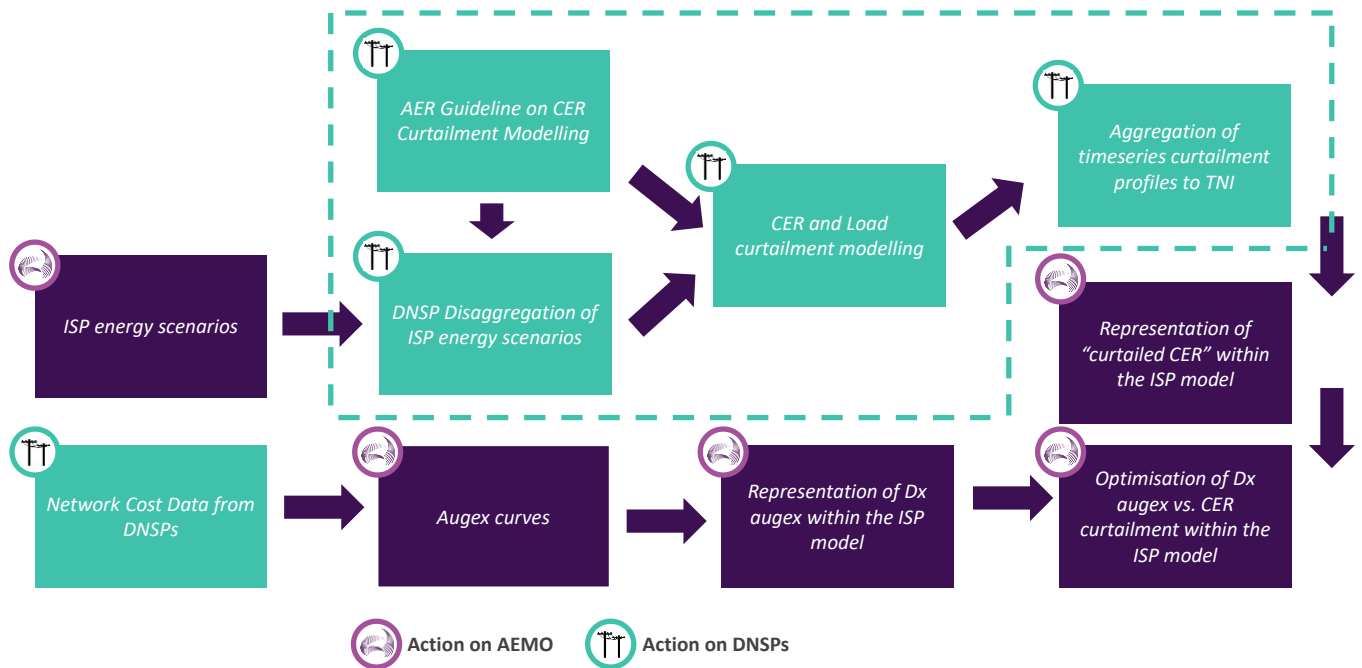 AER Guideline on CER
Curtailment Modelling
Aggregation of
timeseries curtailment
profiles to TNI
CER and Load
curtailment modelling
ISP energy scenarios
DNSP Disaggregation of
ISP energy scenarios
Representation of
“curtailed CER” within
the ISP model
Network Cost Data from
DNSPs
Augex curves
Representation of Dx
augex within the ISP
model
Optimisation of Dx
augex vs. CER
curtailment within the
ISP model
Action on AEMO
Action on DNSPs